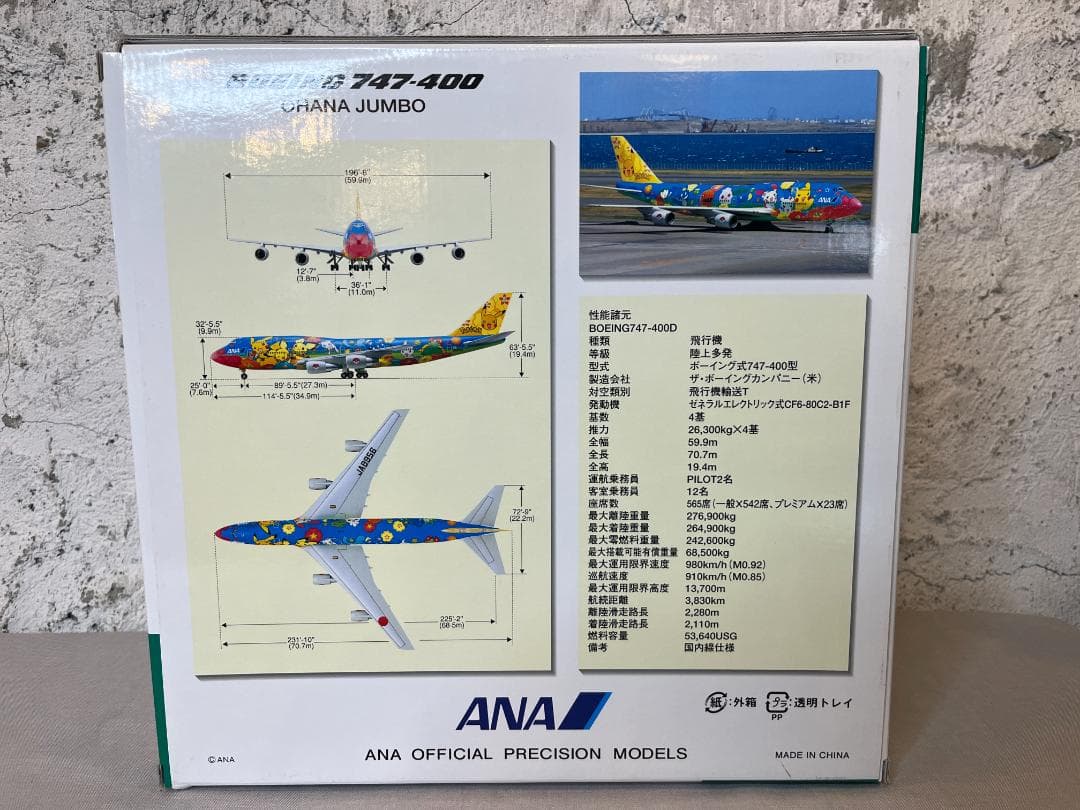 BOEING 747-400
OHANA JUMBO
196'-6"
(59.9m)
12'-7"
(3.8m)
36'-1"
(11.0m)
32'-5.5"
(9.9m)
ANA
63'-5.5"
(19.4m)
25'-0"
(7.6m)
89'-5.5"(27.3m)
114'-5.5"(34.9m)
JA8956
72'-9"
(22.2m)
225'-2"
(68.5m)
231'-10"
(70.7m)
ANA
性能諸元
BOEING747-400D
種類 飛行機
等級 陸上多発
型式 ボーイング式747-400型
製造会社 ザ・ボーイングカンパニー(米)
対空類別 飛行機輸送T
発動機 ゼネラルエレクトリック式CF6-80C2-B1F
基数 4基
推力 26,300kg×4基
全幅 59.9m
全長 70.7m
全高 19.4m
運航乗務員 PILOT2名
客室乗務員 12名
座席数 565席(一般×542席、プレミアム×23席)
最大離陸重量 276,900kg
最大着陸重量 264,900kg
最大零燃料重量 242,600kg
最大搭載可能有償重量 68,500kg
最大運用限界速度 980km/h(M0.92)
巡航速度 910km/h(M0.85)
最大運用限界高度 13,700m
航続距離 3,830km
離陸滑走路長 2,280m
着陸滑走路長 2,110m
燃料容量 53,640USG
備考 国内線仕様
ANA
紙:外箱 プラ:透明トレイ
PP
©ANA
ANA OFFICIAL PRECISION MODELS
MADE IN CHINA